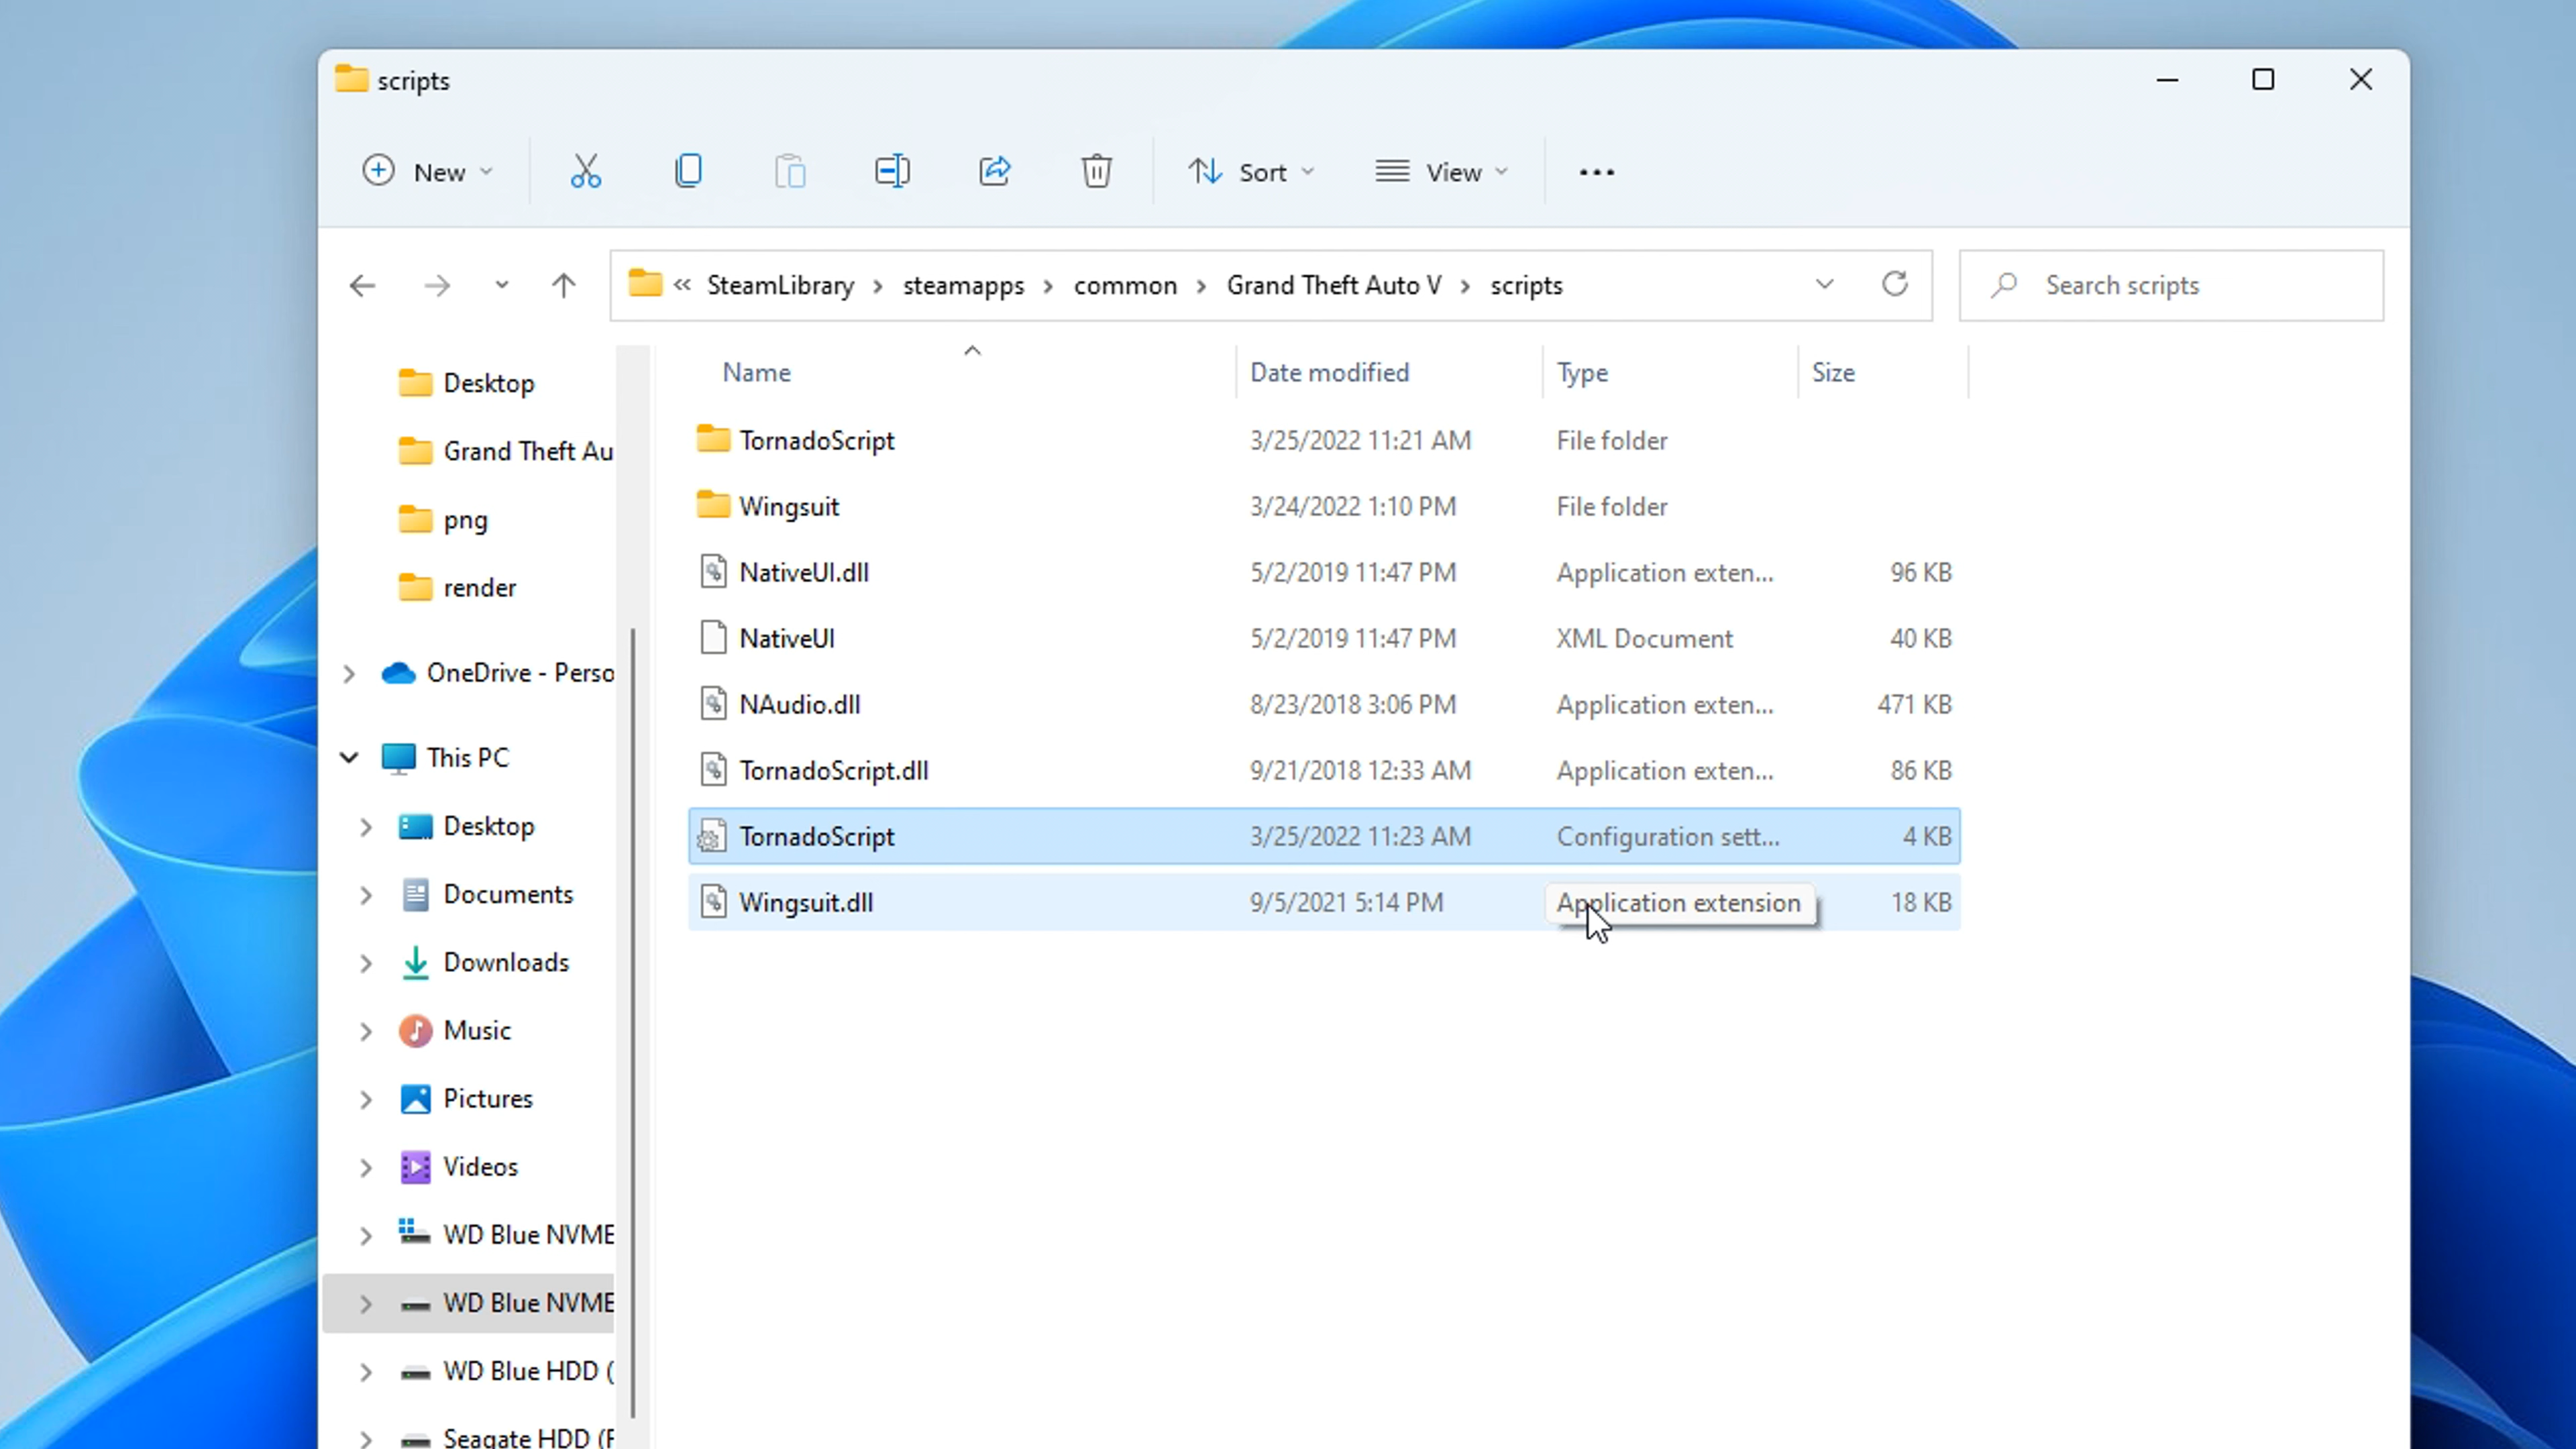 scripts
New
Sort
View
SteamLibrary steamapps common Grand Theft Auto V scripts
Search scripts
Name Date modified Type Size
TornadoScript 3/25/2022 11:21 AM File folder
Wingsuit 3/24/2022 1:10 PM File folder
NativeUI.dll 5/2/2019 11:47 PM Application exten... 96 KB
NativeUI 5/2/2019 11:47 PM XML Document 40 KB
NAudio.dll 8/23/2018 3:06 PM Application exten... 471 KB
TornadoScript.dll 9/21/2018 12:33 AM Application exten... 86 KB
TornadoScript 3/25/2022 11:23 AM Configuration sett... 4 KB
Wingsuit.dll 9/5/2021 5:14 PM Application extension 18 KB
Desktop
Grand Theft Au
png
render
OneDrive - Perso
This PC
Desktop
Documents
Downloads
Music
Pictures
Videos
WD Blue NVME
WD Blue NVME
WD Blue HDD (
Seagate HDD (F